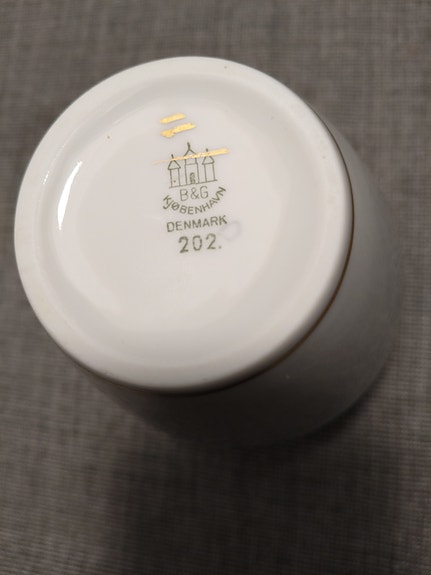 B&G
KJØBENHAVN
DENMARK
202.